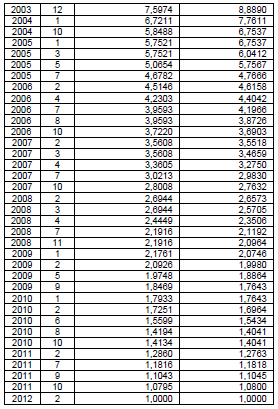 2003 12 7,5974 8,8890
2004 1 6,7211 7,7611
2004 10 5,8488 6,7537
2005 1 5,7521 6,7537
2005 3 5,7521 6,0412
2005 5 5,0654 5,7567
2005 7 4,6782 4,7666
2006 2 4,5146 4,6158
2006 4 4,2303 4,4042
2006 7 3,9593 4,1966
2006 8 3,9593 3,8726
2006 10 3,7220 3,6903
2007 2 3,5608 3,5518
2007 3 3,5608 3,4659
2007 4 3,3605 3,2750
2007 7 3,0213 2,9830
2007 10 2,8008 2,7632
2008 2 2,6944 2,6573
2008 3 2,6944 2,5705
2008 4 2,4449 2,3506
2008 7 2,1916 2,1192
2008 11 2,1916 2,0964
2009 1 2,1761 2,0746
2009 2 2,0926 1,9980
2009 5 1,9748 1,8864
2009 9 1,8469 1,7643
2010 1 1,7933 1,7643
2010 2 1,7251 1,6964
2010 6 1,5599 1,5434
2010 8 1,4194 1,4041
2010 10 1,4134 1,4041
2011 2 1,2860 1,2763
2011 7 1,1816 1,1818
2011 9 1,1043 1,1045
2011 10 1,0795 1,0800
2012 2 1,0000 1,0000